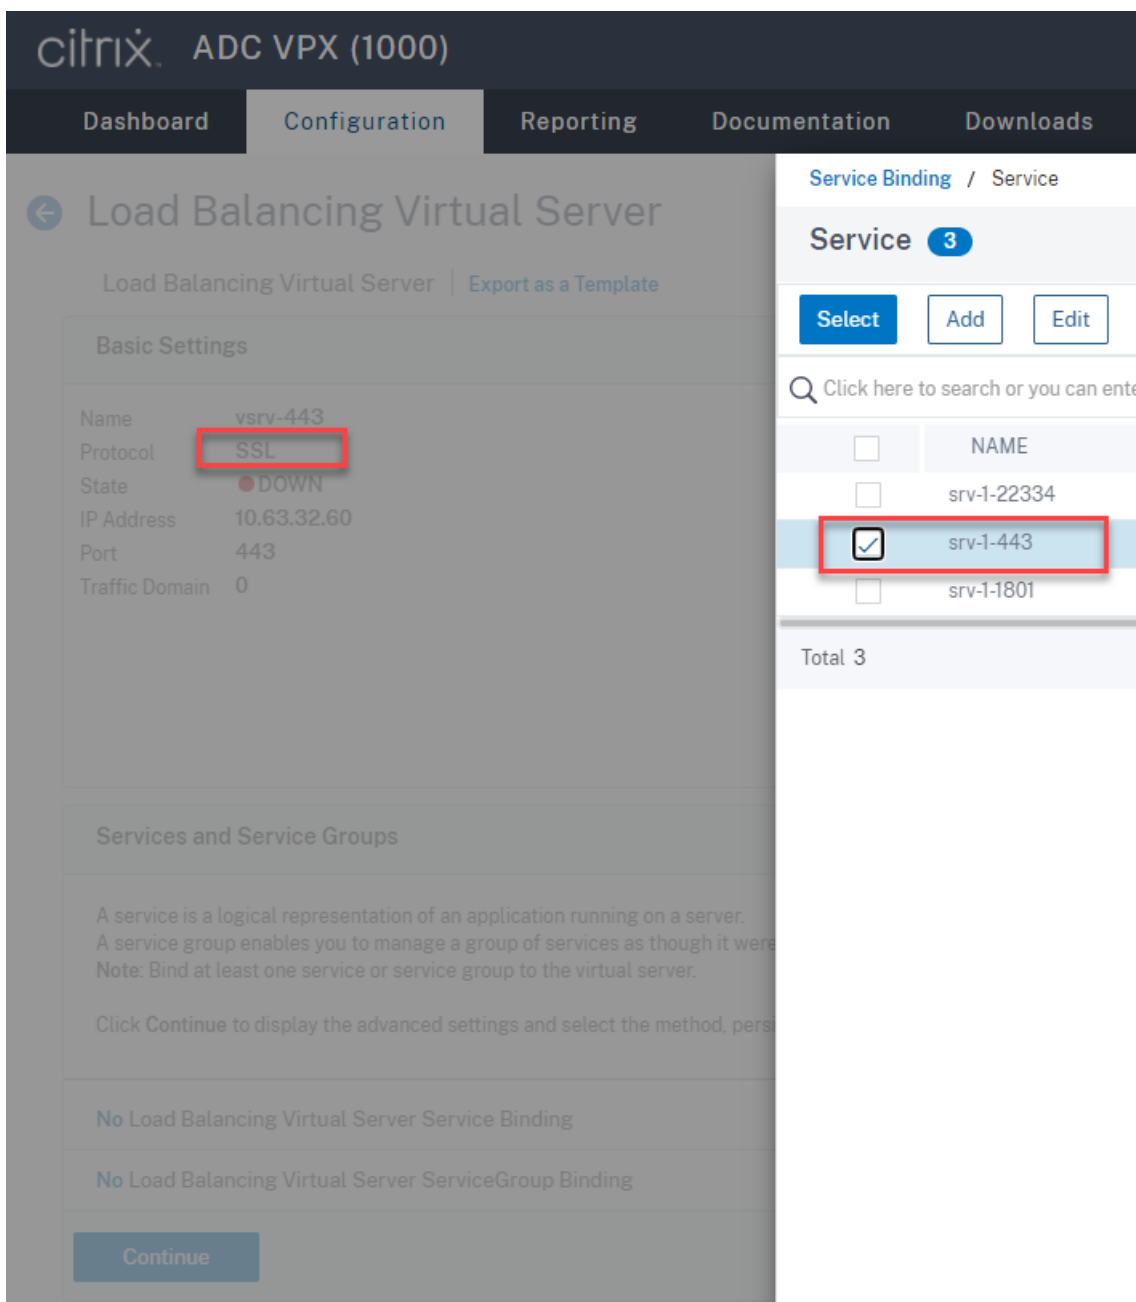 citrix ADC VPX (1000)
Dashboard Configuration Reporting Documentation Downloads
Load Balancing Virtual Server
Load Balancing Virtual Server | Export as a Template
Basic Settings
Name vsrv-443
Protocol SSL
State DOWN
IP Address 10.63.32.60
Port 443
Traffic Domain 0
Services and Service Groups
A service is a logical representation of an application running on a server.
A service group enables you to manage a group of services as though it were
Note: Bind at least one service or service group to the virtual server.
Click Continue to display the advanced settings and select the method, persi
No Load Balancing Virtual Server Service Binding
No Load Balancing Virtual Server ServiceGroup Binding
Continue
Service Binding / Service
Service 3
Select Add Edit
Click here to search or you can ente
NAME
srv-1-22334
srv-1-443
srv-1-1801
Total 3